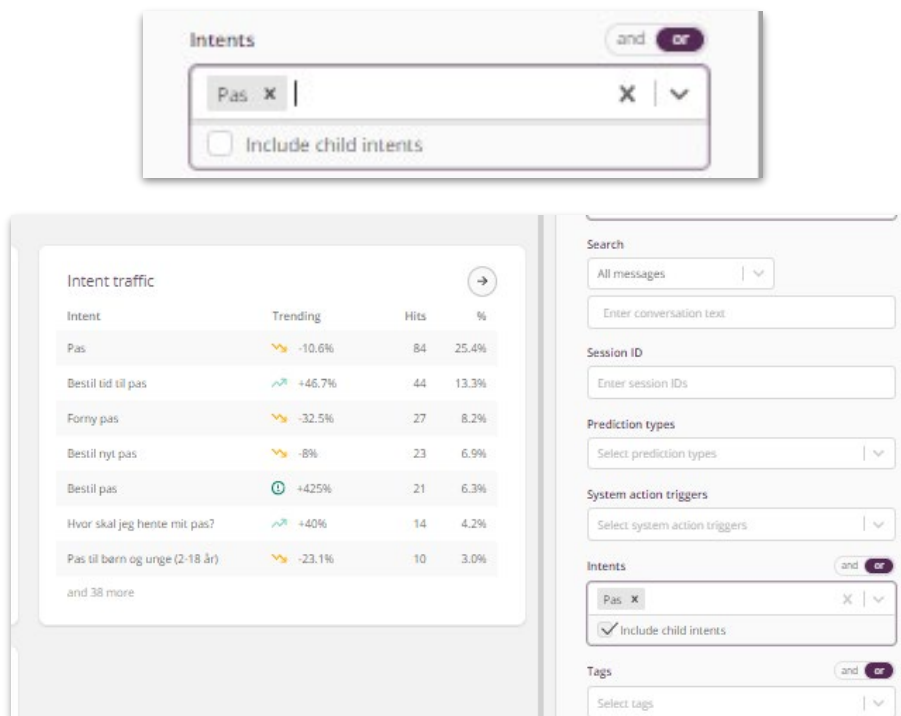 Intents and or
Pas x
Include child intents
Intent traffic
Intent Trending Hits %
Pas -10.6% 84 25.4%
Bestil tid til pas +46.7% 44 13.3%
Forny pas -32.5% 27 8.2%
Bestil nyt pas -8% 23 6.9%
Bestil pas +425% 21 6.3%
Hvor skal jeg hente mit pas? +40% 14 4.2%
Pas til børn og unge (2-18 år) -23.1% 10 3.0%
and 38 more
Search
All messages
Enter conversation text
Session ID
Enter session IDs
Prediction types
Select prediction types
System action triggers
Select system action triggers
Intents and or
Pas x
Include child intents
Tags and or
Select tags